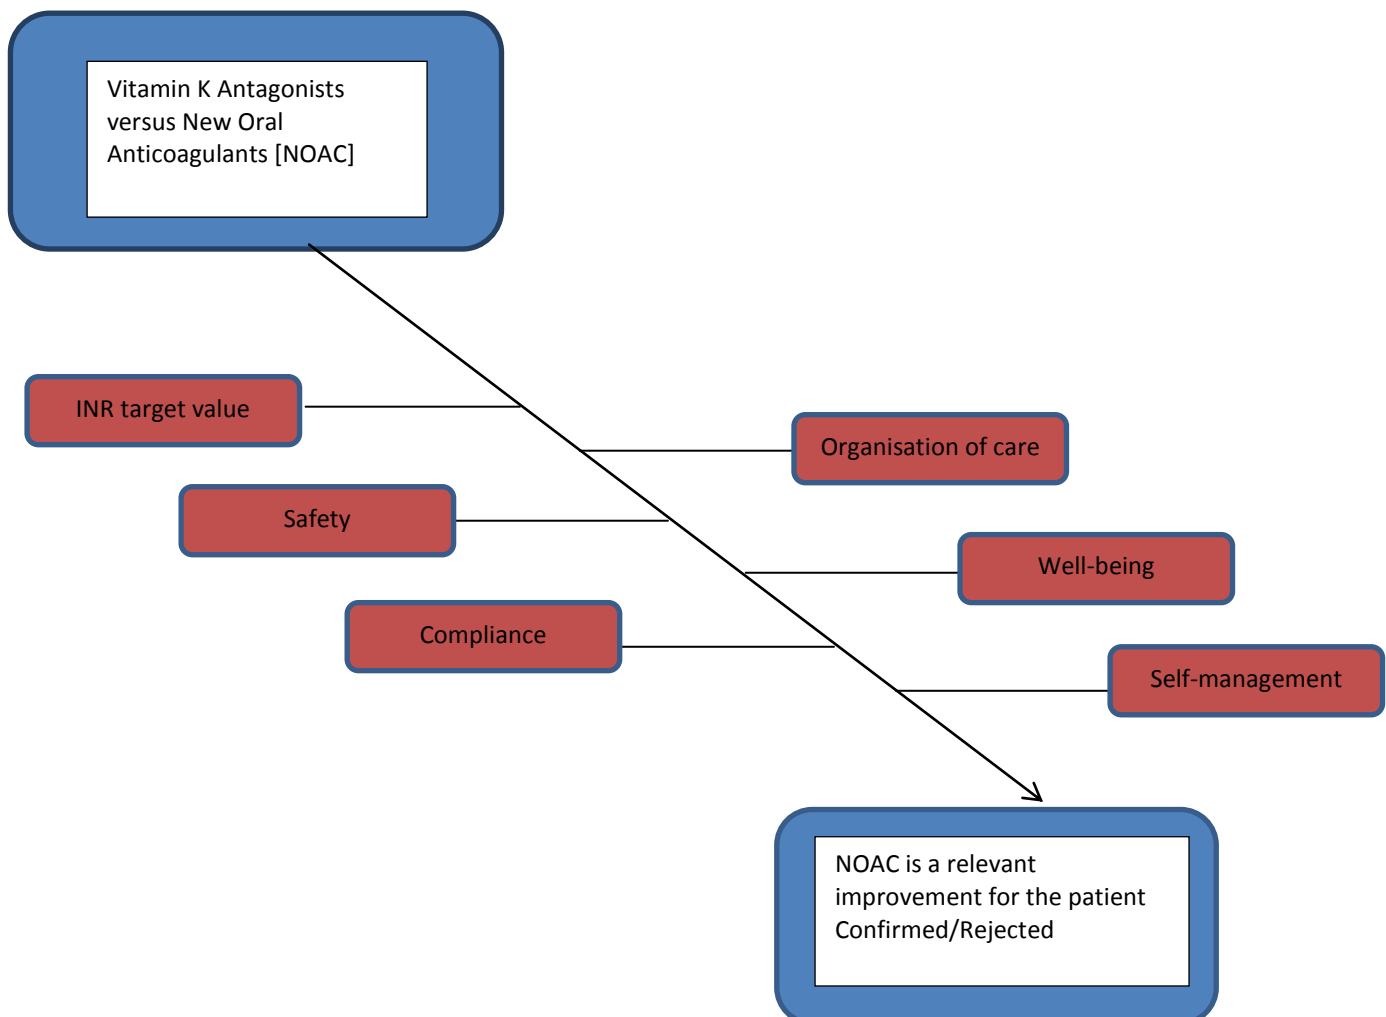 Vitamin K Antagonists
versus New Oral
Anticoagulants [NOAC]
INR target value
Organisation of care
Safety
Well-being
Compliance
Self-management
NOAC is a relevant
improvement for the patient
Confirmed/Rejected